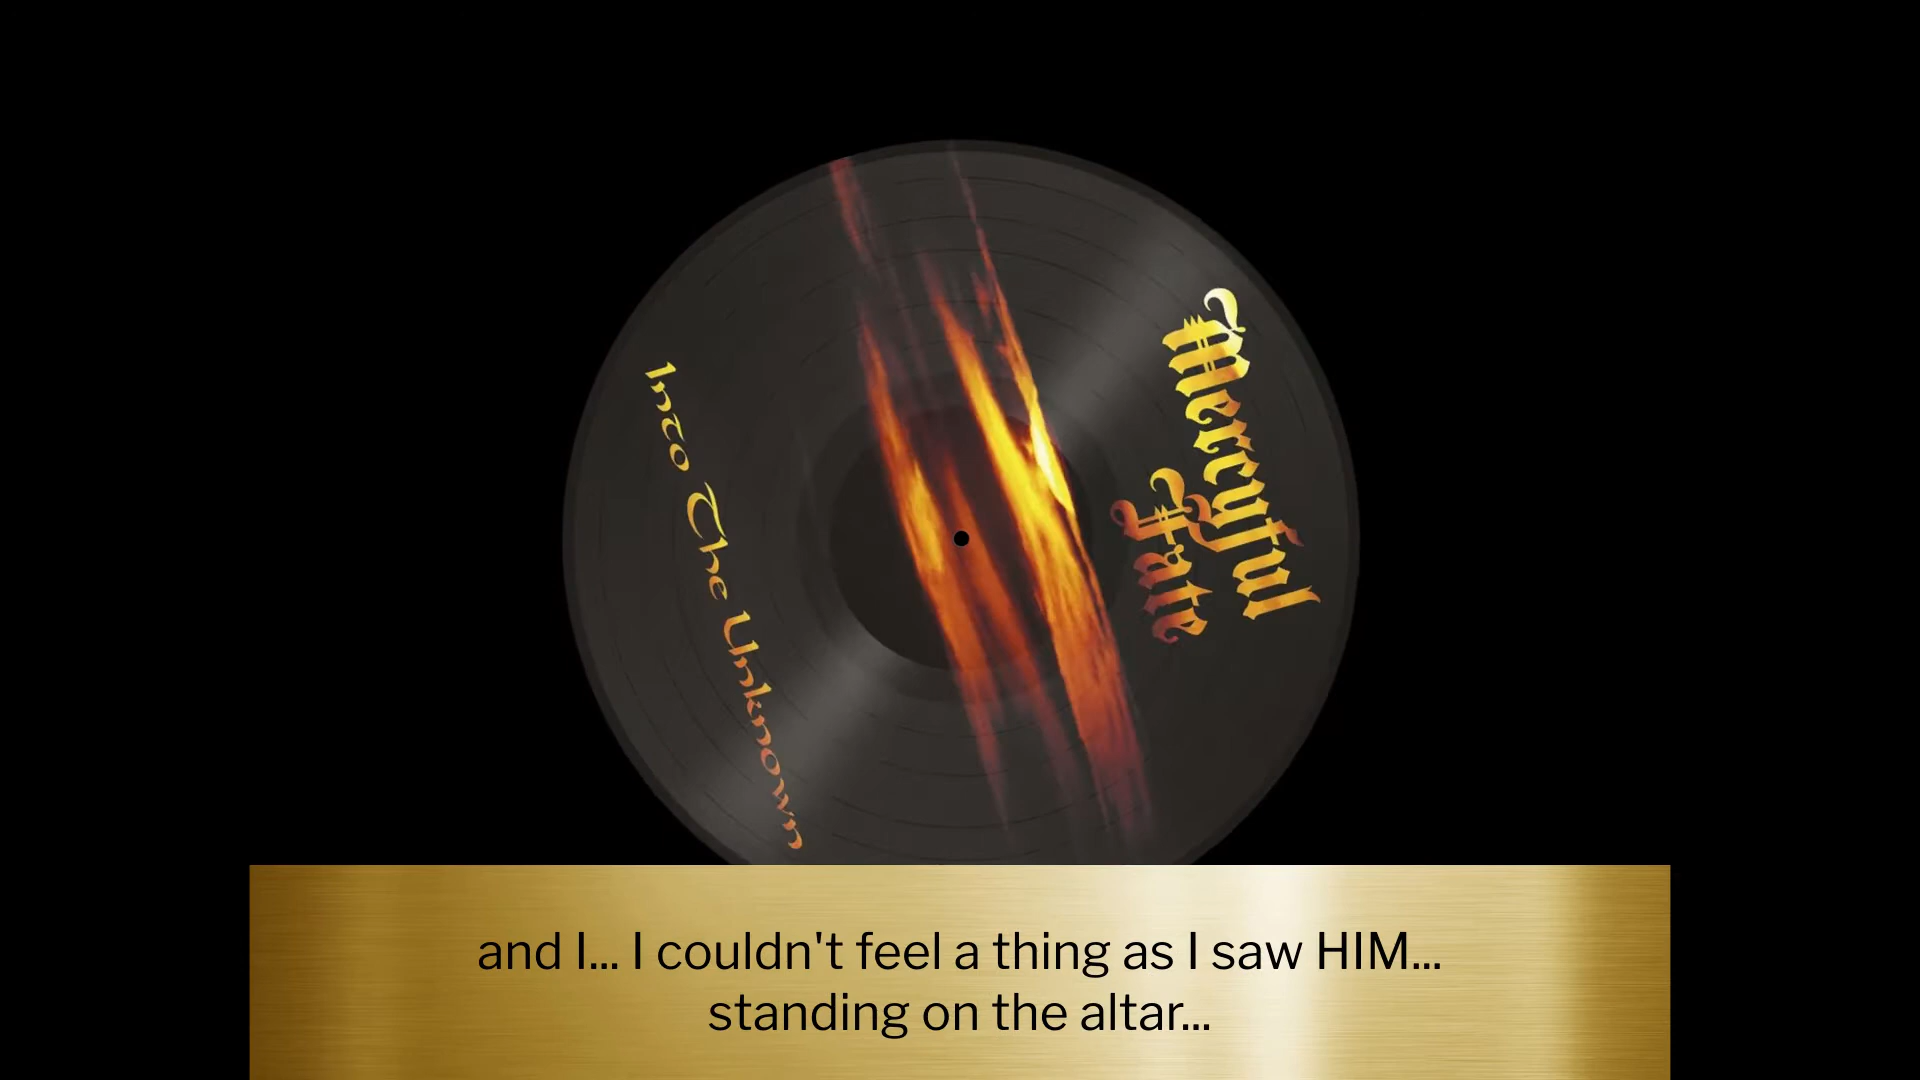 Mercyful
Fate
Into The Unknown
and I... I couldn't feel a thing as I saw HIM...
standing on the altar...